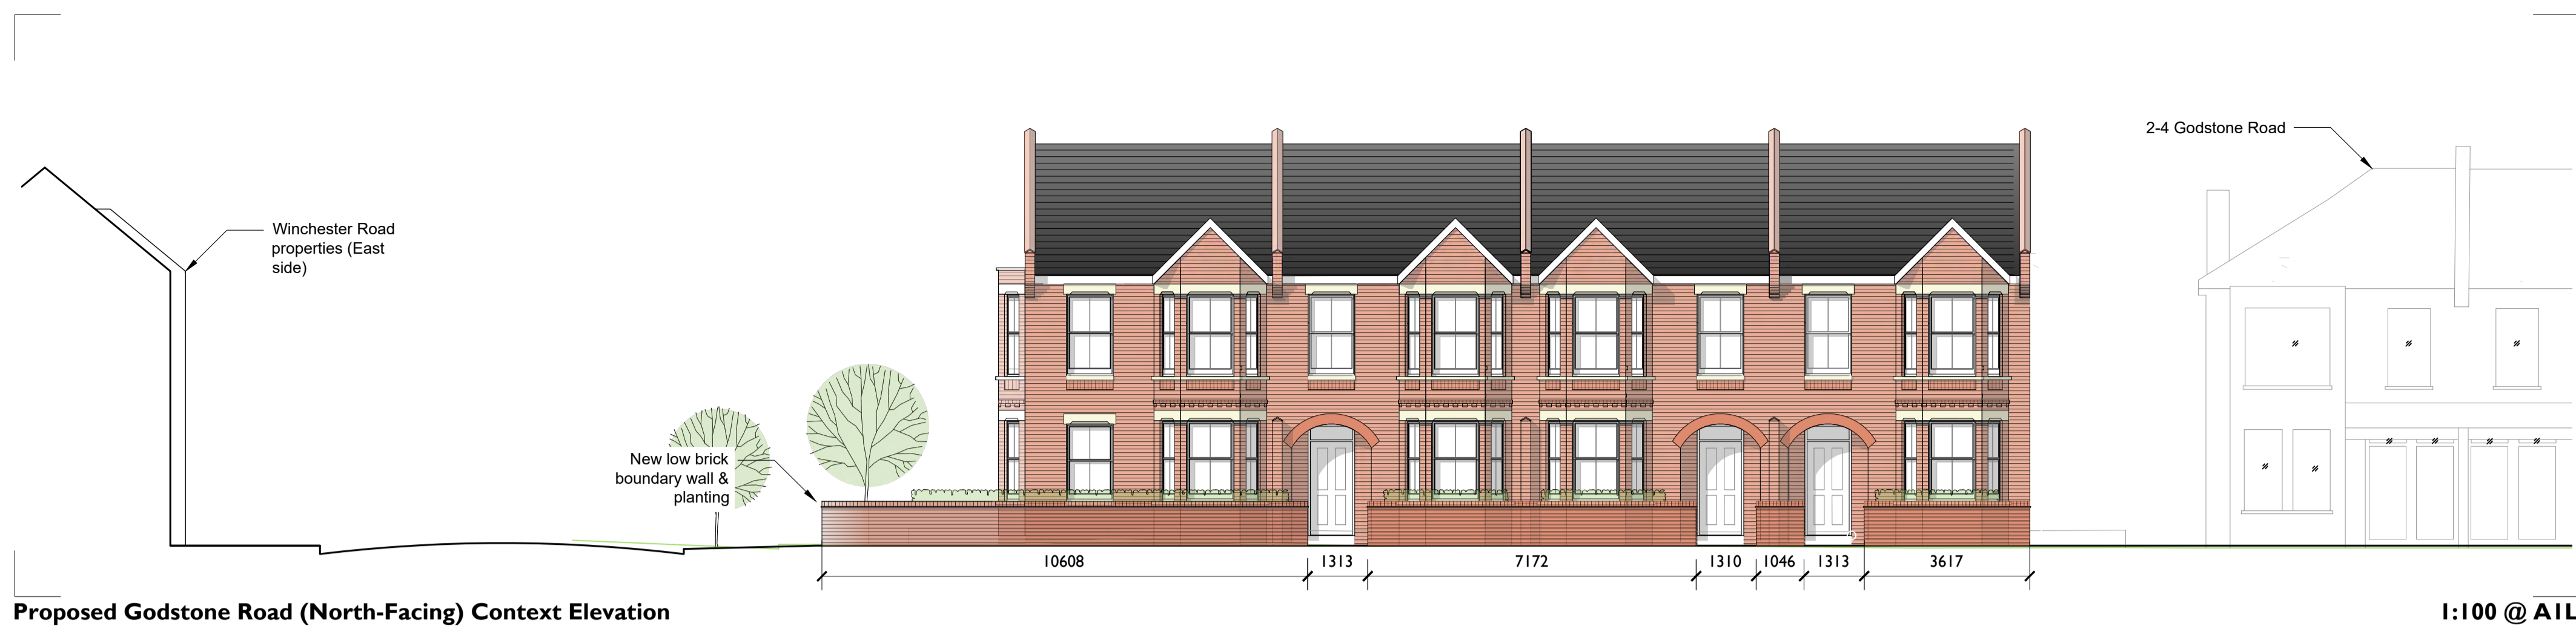 2-4 Godstone Road
Winchester Road
properties (East
side)
New low brick
boundary wall &
planting
10608
1313
7172
1310
1046
1313
3617
Proposed Godstone Road (North-Facing) Context Elevation
1:100 @ A1L